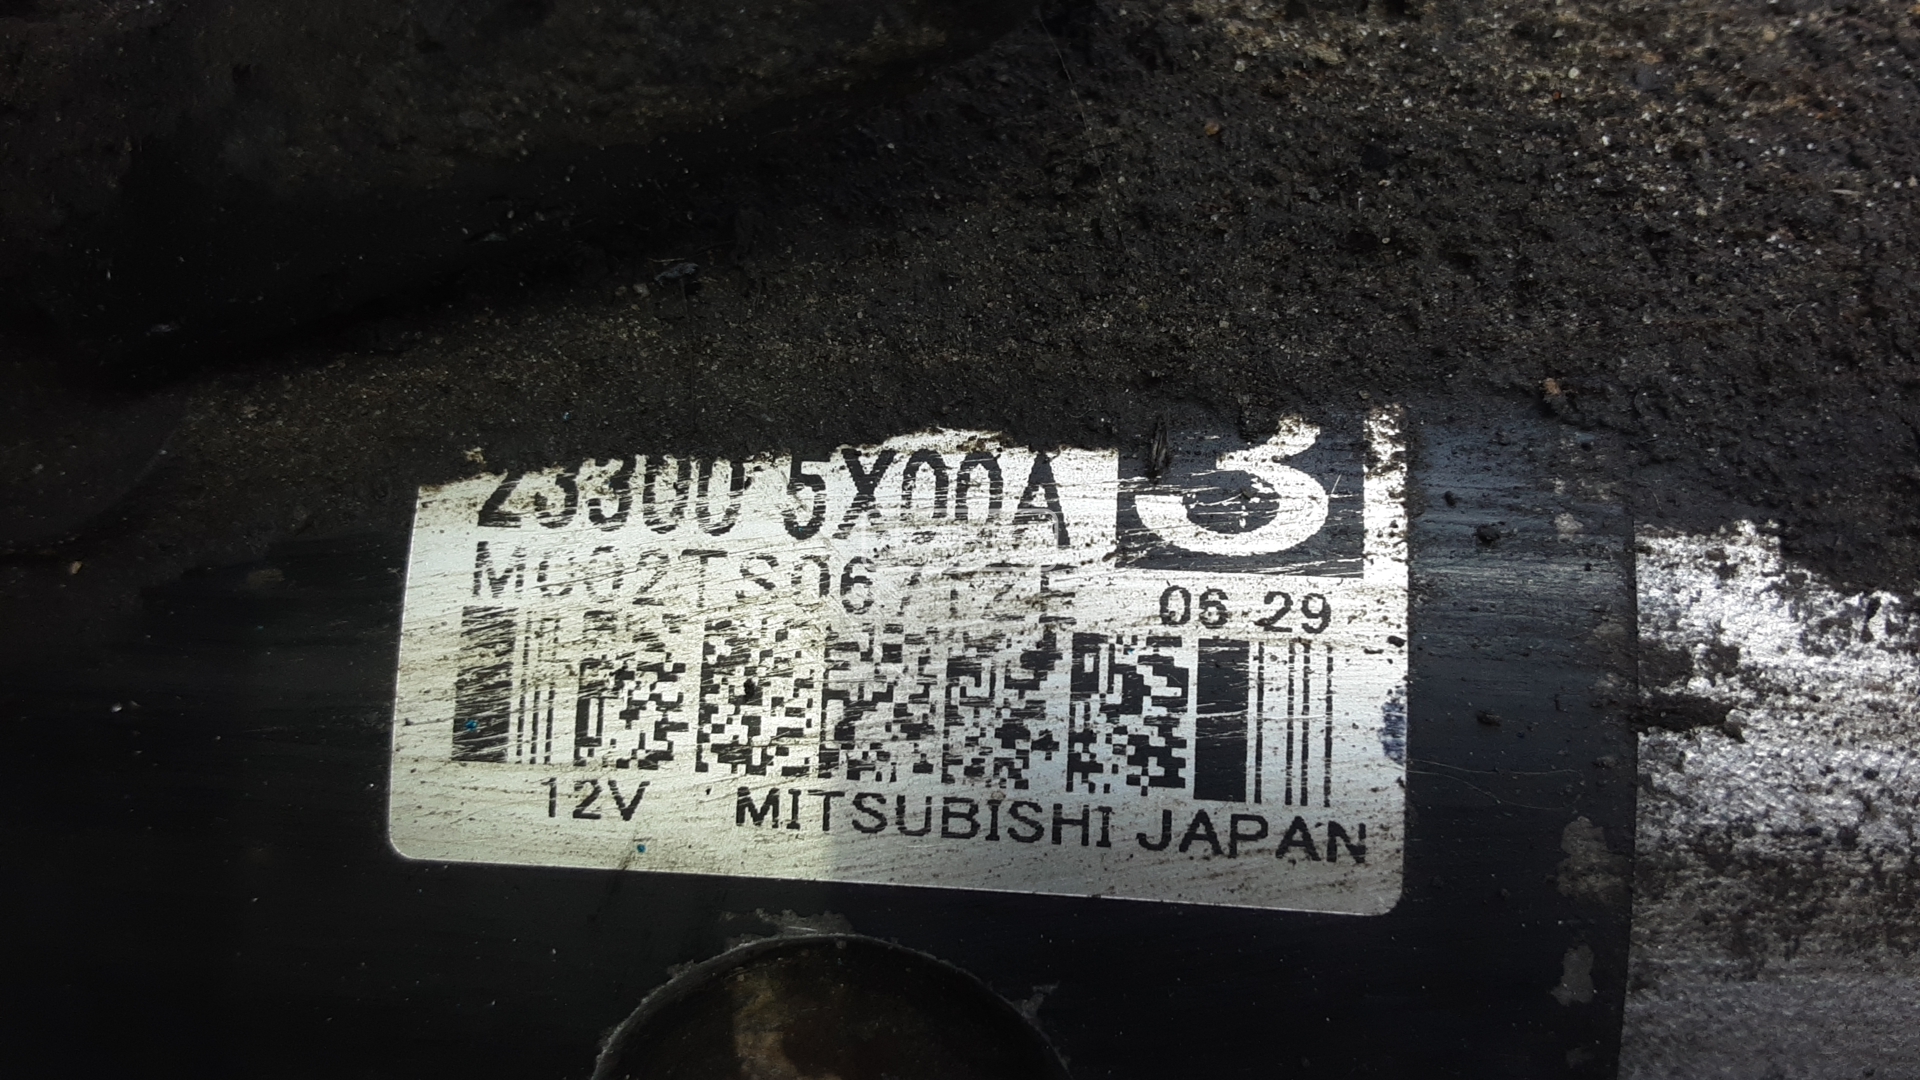 23300 5X00A
3
06 29
12V MITSUBISHI JAPAN